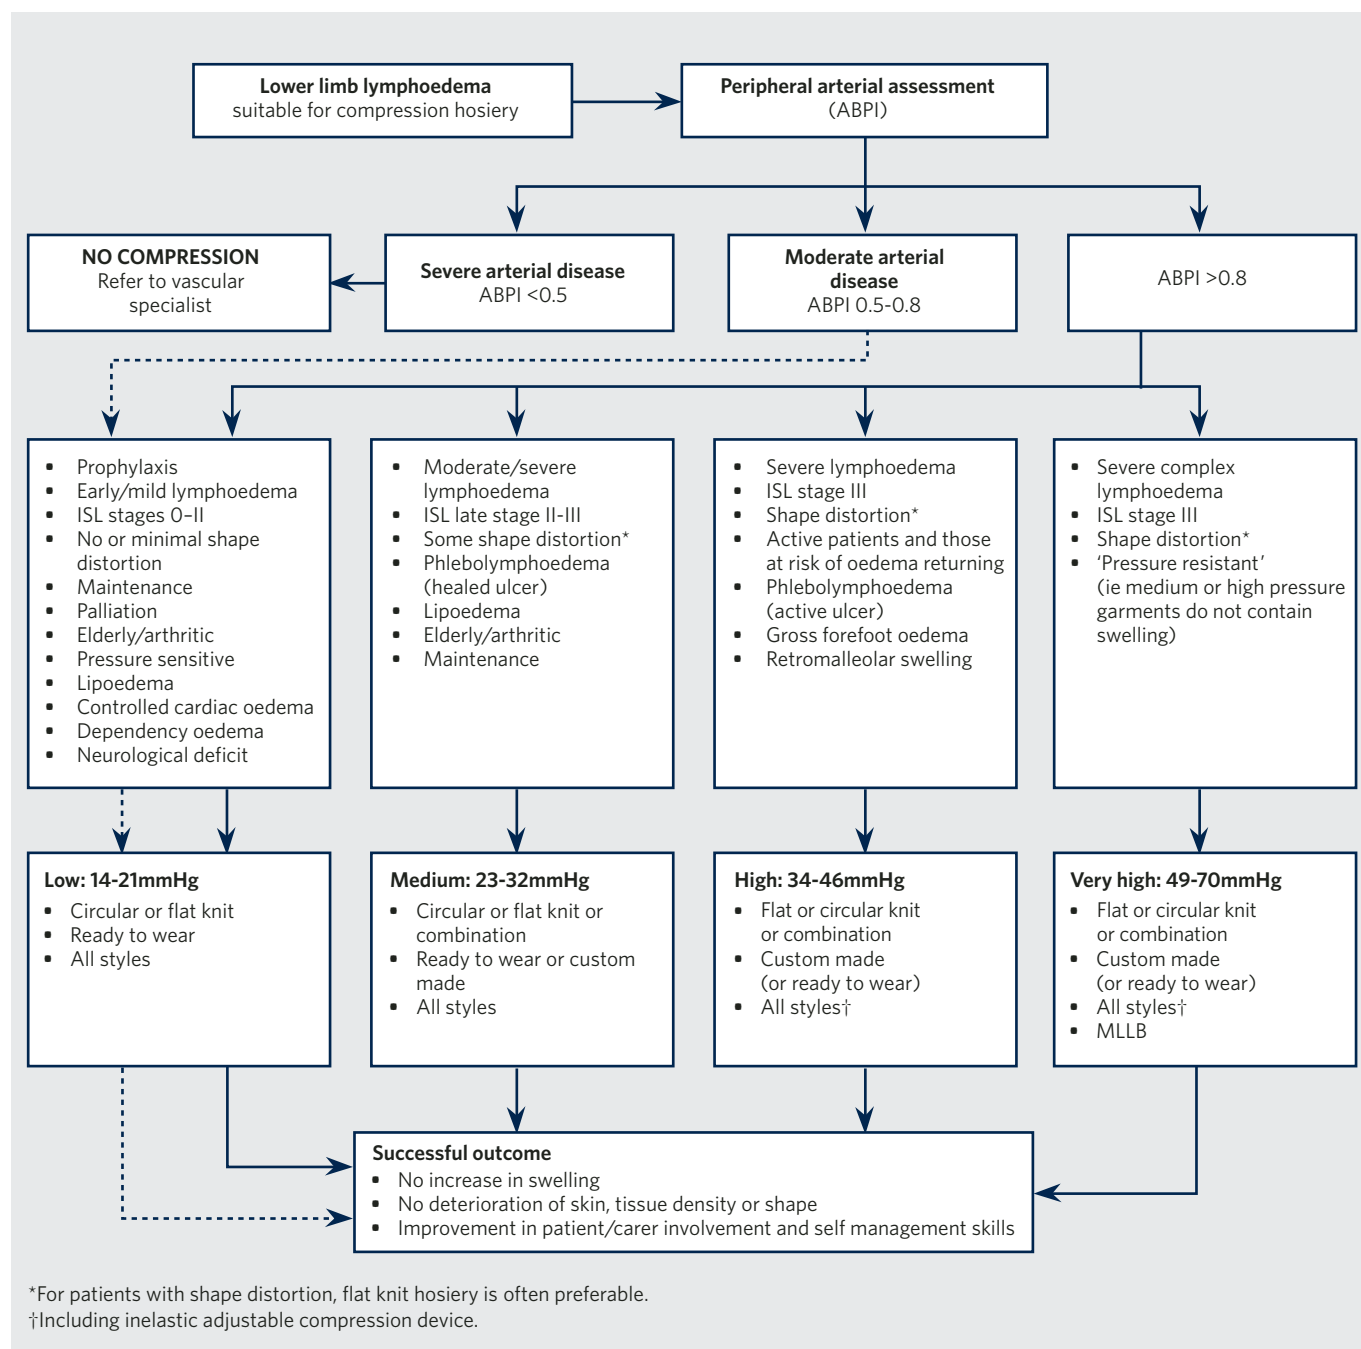 Lower limb lymphoedema
suitable for compression hosiery
Peripheral arterial assessment
(ABPI)
NO COMPRESSION
Refer to vascular
specialist
Severe arterial disease
ABPI <0.5
Moderate arterial
disease
ABPI 0.5-0.8
ABPI >0.8
▪ Prophylaxis
▪ Early/mild lymphoedema
▪ ISL stages 0–II
▪ No or minimal shape
distortion
▪ Maintenance
▪ Palliation
▪ Elderly/arthritic
▪ Pressure sensitive
▪ Lipoedema
▪ Controlled cardiac oedema
▪ Dependency oedema
▪ Neurological deficit
▪ Moderate/severe
lymphoedema
▪ ISL late stage II-III
▪ Some shape distortion*
▪ Phlebolymphoedema
(healed ulcer)
▪ Lipoedema
▪ Elderly/arthritic
▪ Maintenance
▪ Severe lymphoedema
▪ ISL stage III
▪ Shape distortion*
▪ Active patients and those
at risk of oedema returning
▪ Phlebolymphoedema
(active ulcer)
▪ Gross forefoot oedema
▪ Retromalleolar swelling
▪ Severe complex
lymphoedema
▪ ISL stage III
▪ Shape distortion*
▪ ‘Pressure resistant’
(ie medium or high pressure
garments do not contain
swelling)
Low: 14-21mmHg
▪ Circular or flat knit
▪ Ready to wear
▪ All styles
Medium: 23-32mmHg
▪ Circular or flat knit or
combination
▪ Ready to wear or custom
made
▪ All styles
High: 34-46mmHg
▪ Flat or circular knit
or combination
▪ Custom made
(or ready to wear)
▪ All styles†
Very high: 49-70mmHg
▪ Flat or circular knit
or combination
▪ Custom made
(or ready to wear)
▪ All styles†
▪ MLLB
Successful outcome
▪ No increase in swelling
▪ No deterioration of skin, tissue density or shape
▪ Improvement in patient/carer involvement and self management skills
*For patients with shape distortion, flat knit hosiery is often preferable.
†Including inelastic adjustable compression device.